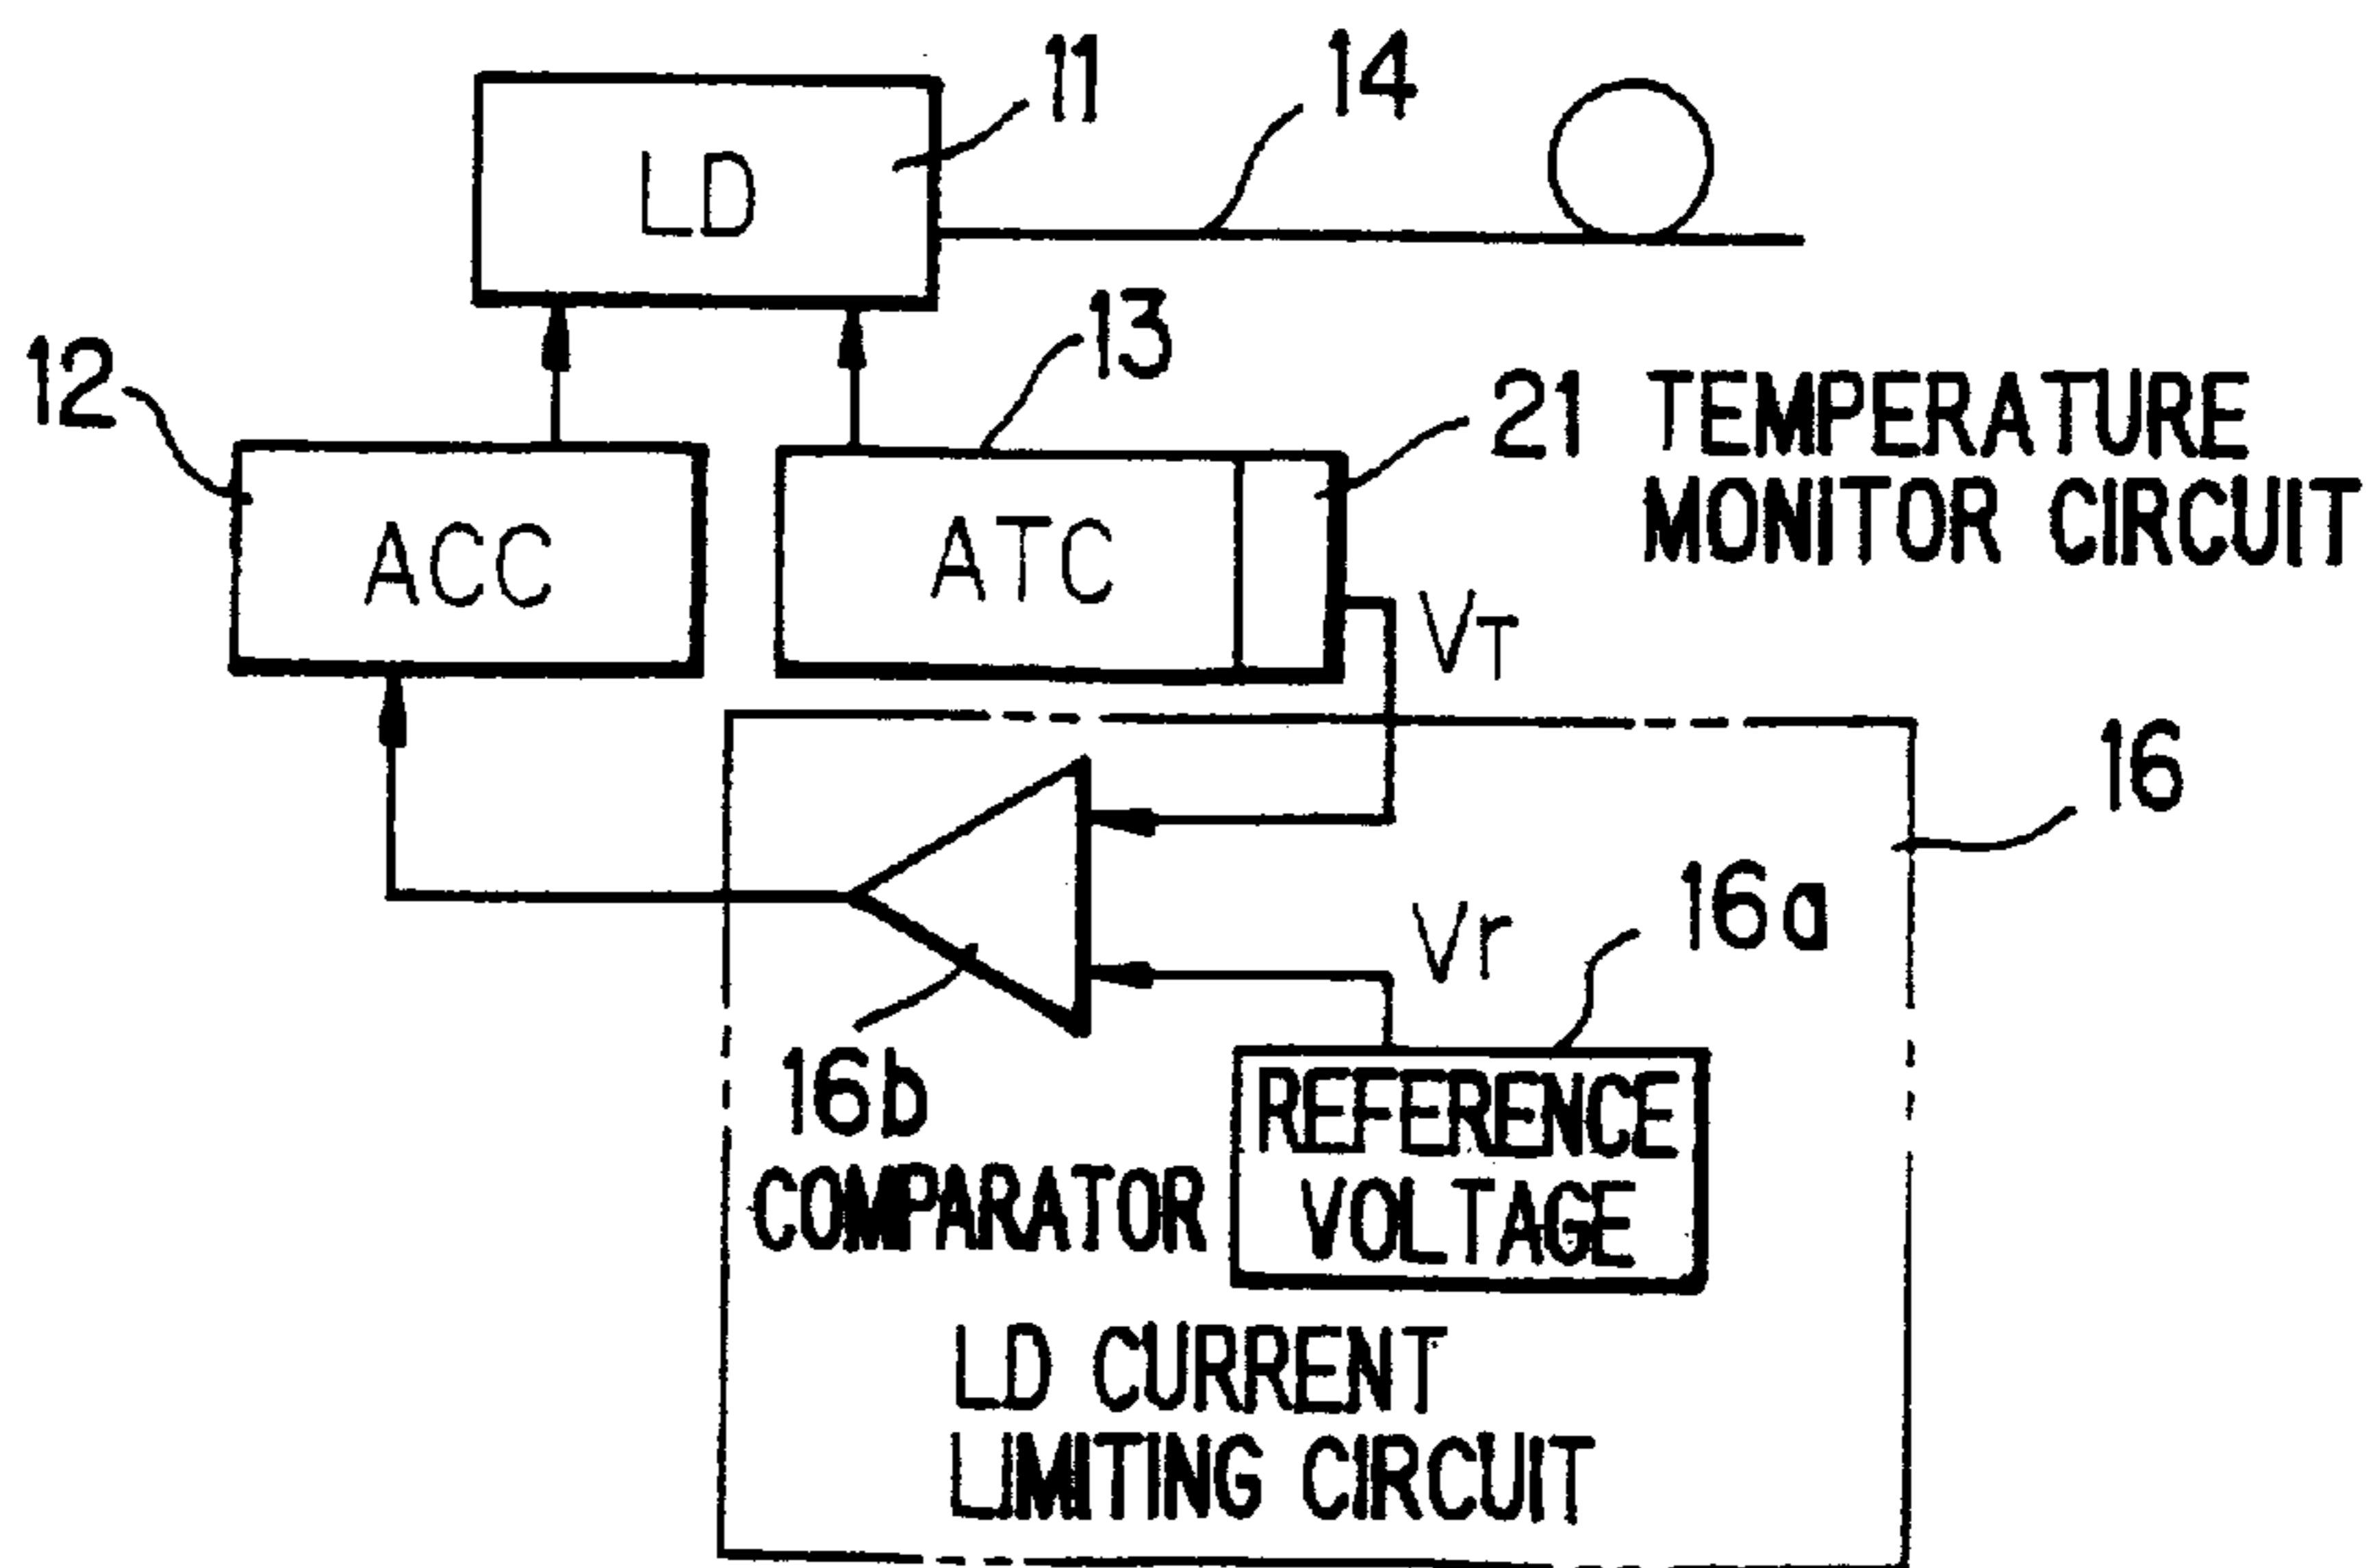 11
14
LD
13
12
21 TEMPERATURE
MONITOR CIRCUIT
ACC
ATC
VT
16
16a
Vr
16b
COMPARATOR
REFERENCE
VOLTAGE
LD CURRENT
LIMITING CIRCUIT